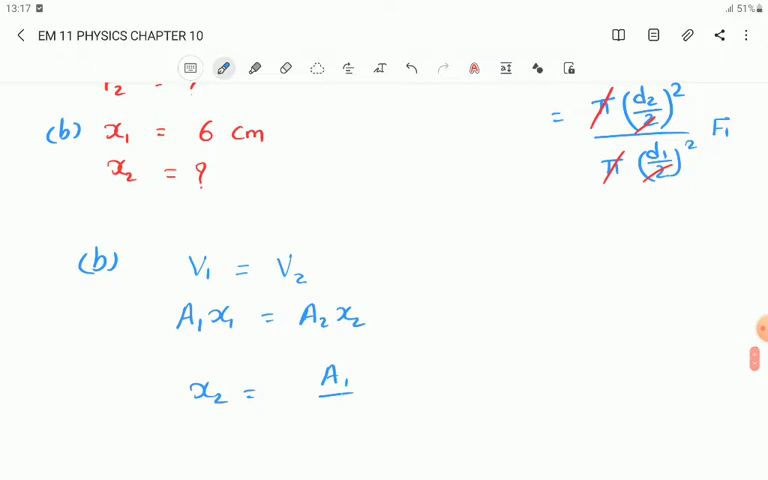 13:17 51%
EM 11 PHYSICS CHAPTER 10
= ?
(b) x₁ = 6 cm
x₂ = ?
= π(d₂/2)² / π(d₁/2)² F₁
(b) V₁ = V₂
A₁x₁ = A₂x₂
x₂ = A₁